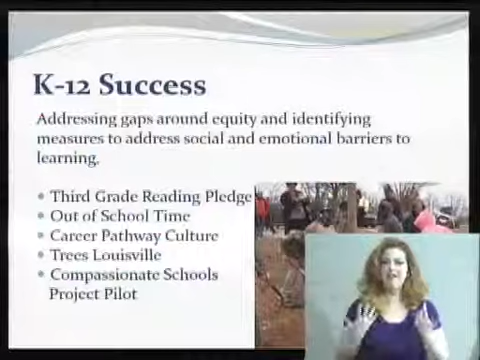 K-12 Success
Addressing gaps around equity and identifying
measures to address social and emotional barriers to
learning.
• Third Grade Reading Pledge
• Out of School Time
• Career Pathway Culture
• Trees Louisville
• Compassionate Schools
Project Pilot